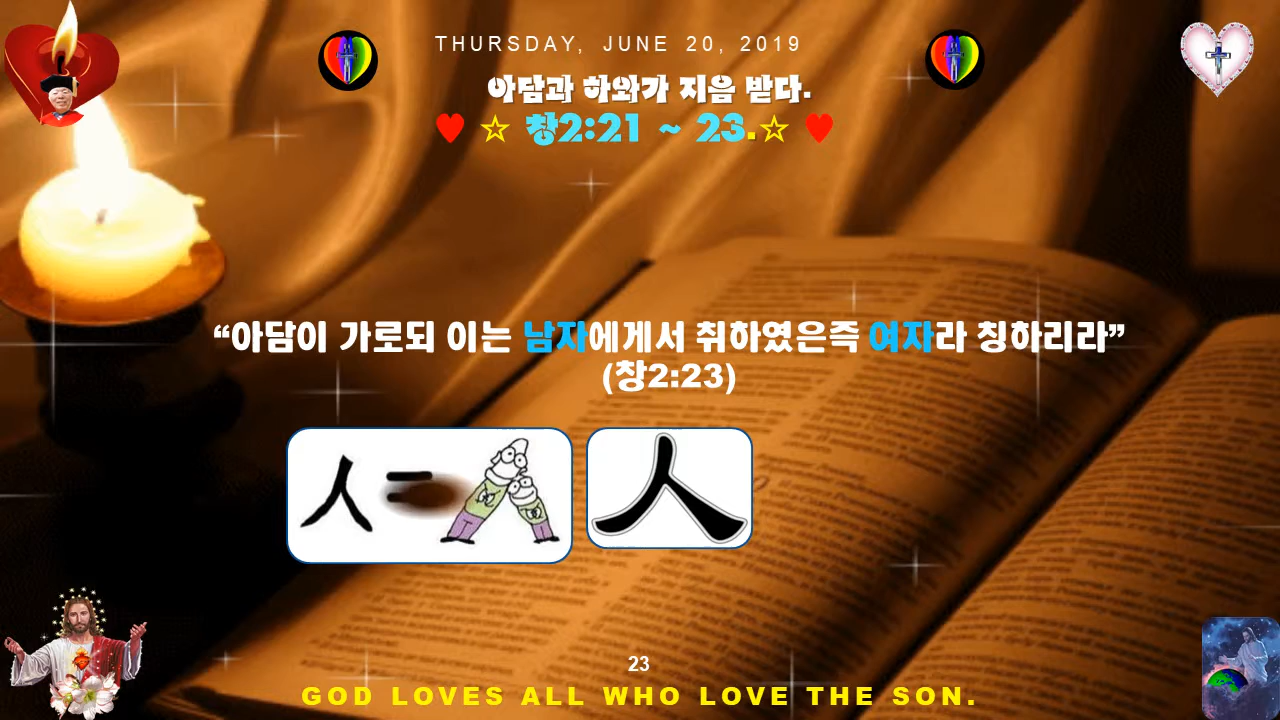 THURSDAY, JUNE 20, 2019
아담과 하와가 지음 받다.
♥ ☆ 창2:21 ~ 23.☆ ♥
“아담이 가로되 이는 남자에게서 취하였은즉 여자라 칭하리라”
(창2:23)
人 = 人
23
GOD LOVES ALL WHO LOVE THE SON.